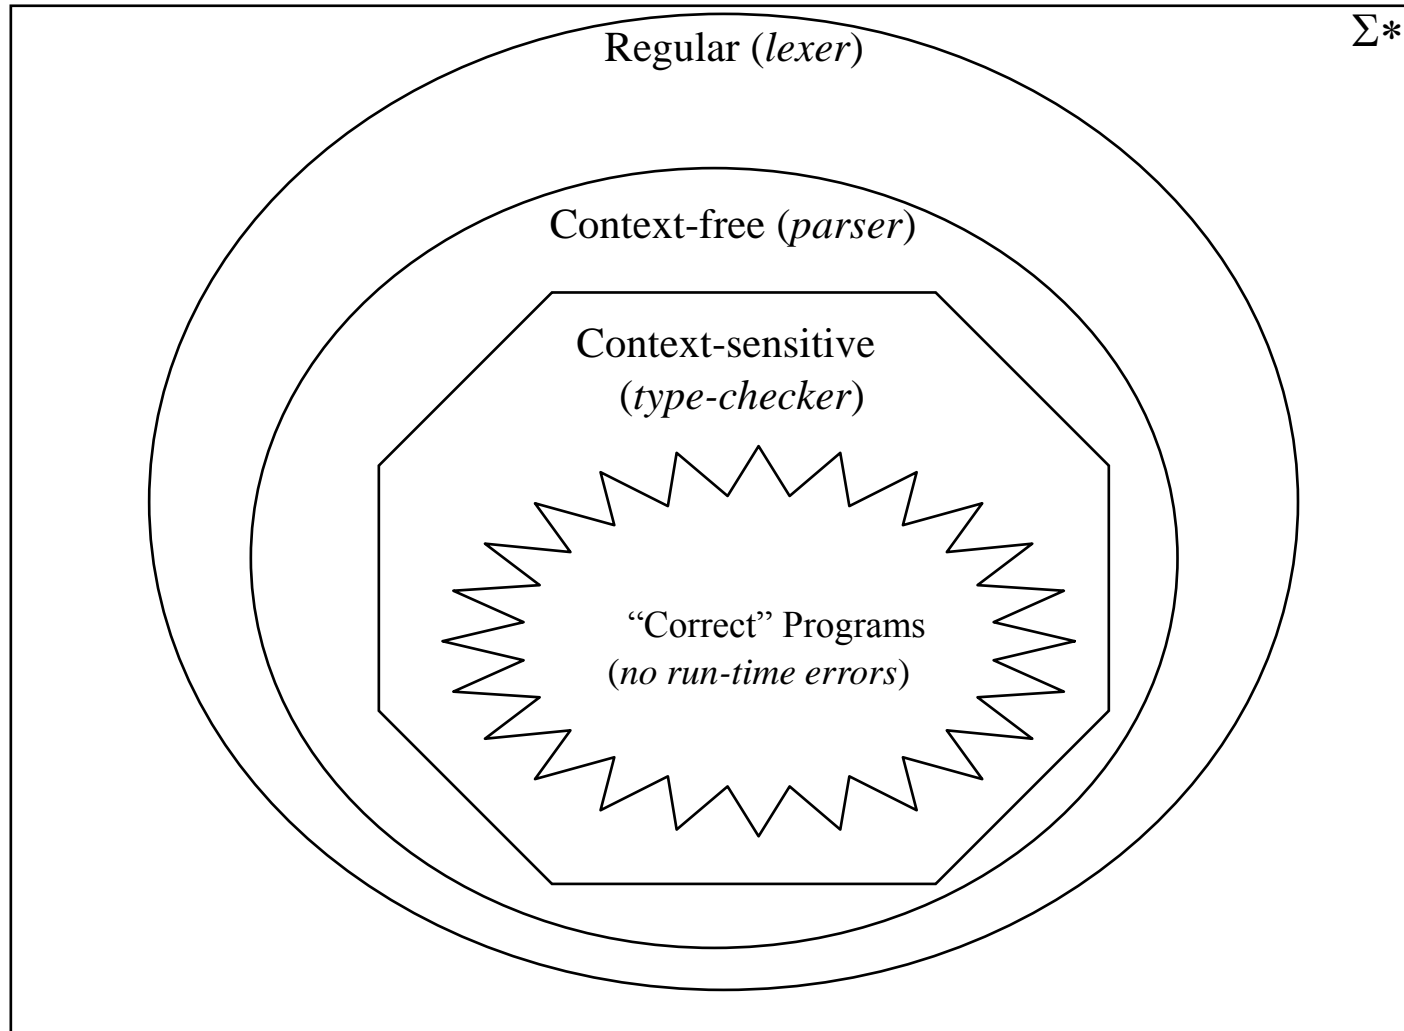 Σ*
Regular (lexer)
Context-free (parser)
Context-sensitive
(type-checker)
“Correct” Programs
(no run-time errors)